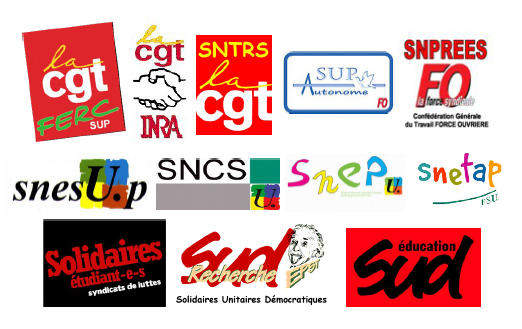 la
cgt
FERC
SUP
la
cgt
INRA
SNTRS
la
cgt
SUP
Autonome
FO
SNPREES
FO
la force syndicale
Confédération Générale
du Travail FORCE OUVRIERE
snesU.p
SNCS
U.
SnEP U.
snetap
FSU
Solidaires
étudiant-e-s
syndicats de luttes
Sud
Recherche EPST
Solidaires Unitaires Démocratiques
éducation
Sud